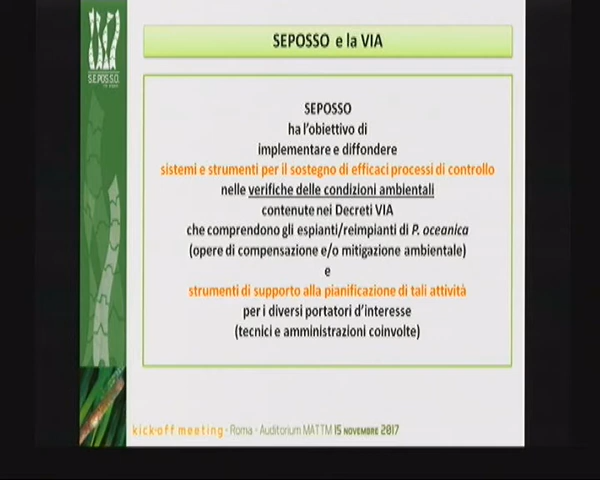 S.E.POS.S.O.
SEPOSSO e la VIA
SEPOSSO
ha l'obiettivo di
implementare e diffondere
sistemi e strumenti per il sostegno di efficaci processi di controllo
nelle verifiche delle condizioni ambientali
contenute nei Decreti VIA
che comprendono gli espianti/reimpianti di P. oceanica
(opere di compensazione e/o mitigazione ambientale)
e
strumenti di supporto alla pianificazione di tali attività
per i diversi portatori d'interesse
(tecnici e amministrazioni coinvolte)
kick-off meeting - Roma - Auditorium MATTM 15 NOVEMBRE 2017